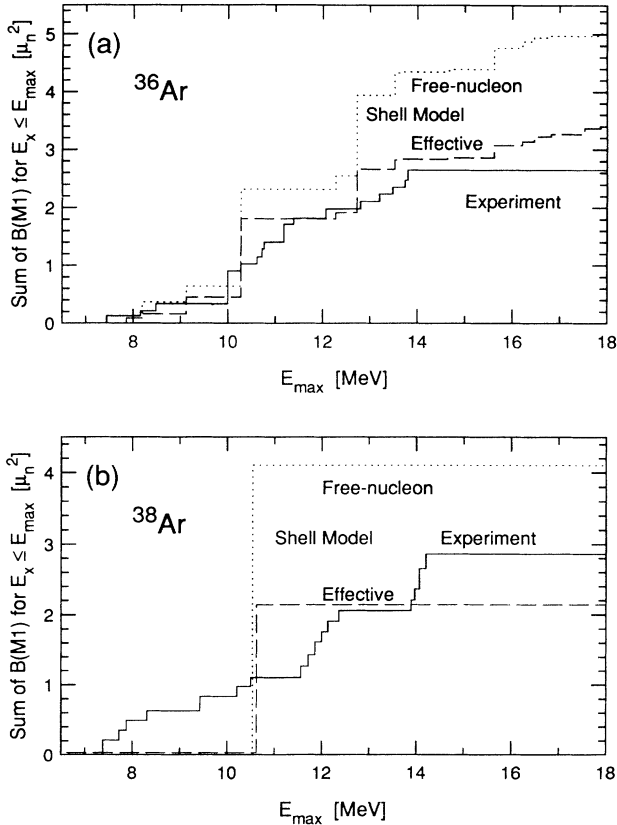 (a)
36Ar
Free-nucleon
Shell Model
Effective
Experiment
Sum of B(M1) for Ex ≤ Emax [μn2]
5
4
3
2
1
0
8
10
12
14
16
18
Emax [MeV]
(b)
38Ar
Free-nucleon
Shell Model
Experiment
Effective
Sum of B(M1) for Ex ≤ Emax [μn2]
4
3
2
1
0
8
10
12
14
16
18
Emax [MeV]